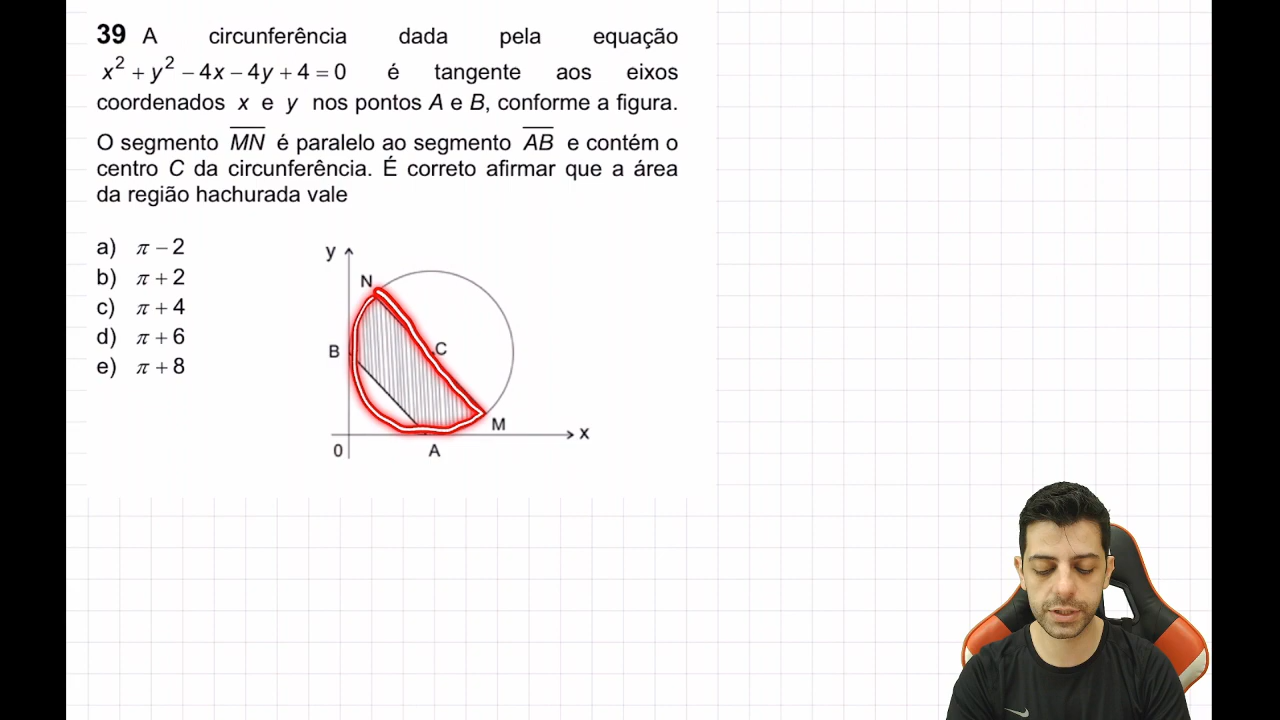 39 A circunferência dada pela equação
x² + y² − 4x − 4y + 4 = 0 é tangente aos eixos
coordenados x e y nos pontos A e B, conforme a figura.
O segmento M̅N̅ é paralelo ao segmento A̅B̅ e contém o
centro C da circunferência. É correto afirmar que a área
da região hachurada vale
a) π − 2
b) π + 2
c) π + 4
d) π + 6
e) π + 8
y
N
B
C
M
x
0
A